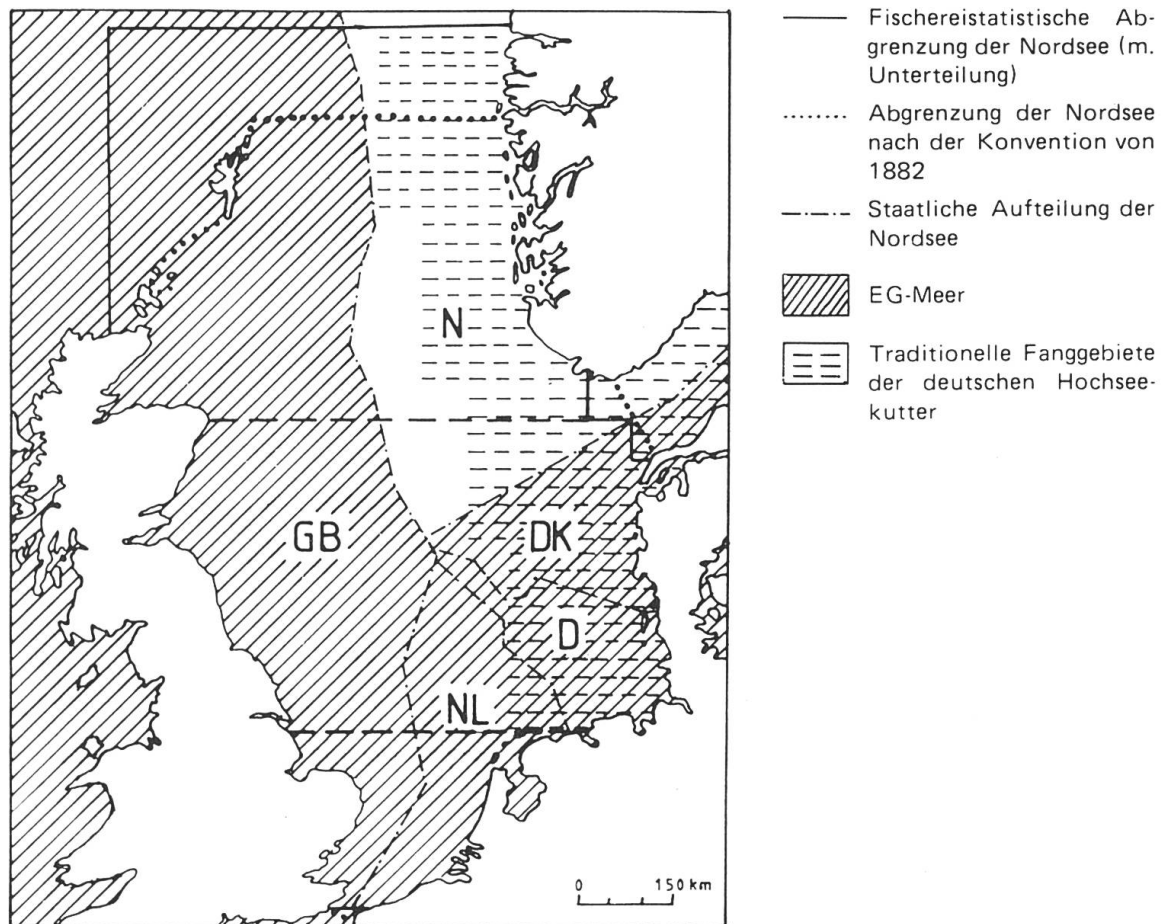 Fischereistatistische Ab-
grenzung der Nordsee (m.
Unterteilung)
Abgrenzung der Nordsee
nach der Konvention von
1882
Staatliche Aufteilung der
Nordsee
EG-Meer
Traditionelle Fanggebiete
der deutschen Hochsee-
kutter
N
GB
DK
D
NL
0 150 km